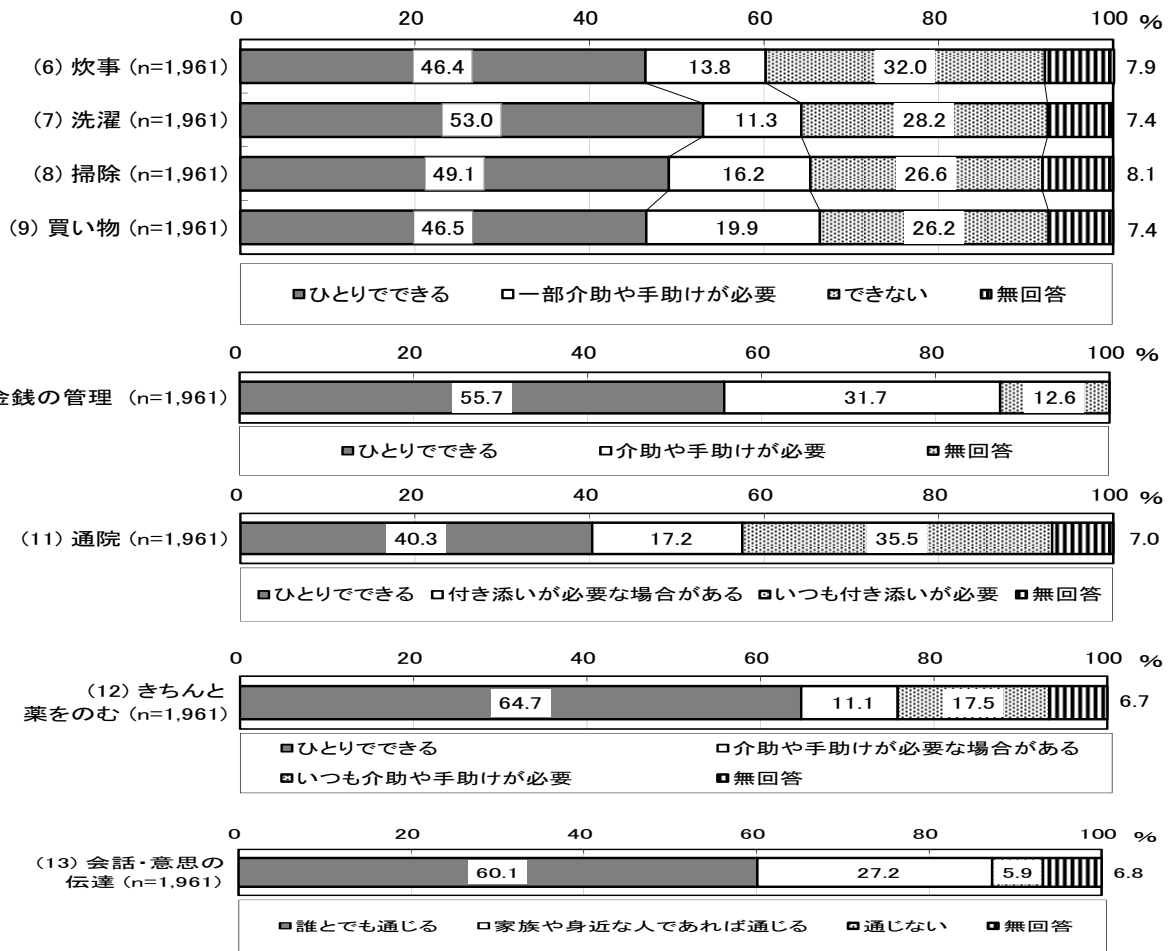 0 20 40 60 80 100 %
(6) 炊事 (n=1,961) 46.4 13.8 32.0 7.9
(7) 洗濯 (n=1,961) 53.0 11.3 28.2 7.4
(8) 掃除 (n=1,961) 49.1 16.2 26.6 8.1
(9) 買い物 (n=1,961) 46.5 19.9 26.2 7.4
ひとりでできる 一部介助や手助けが必要 できない 無回答
0 20 40 60 80 100 %
金銭の管理 (n=1,961) 55.7 31.7 12.6
ひとりでできる 介助や手助けが必要 無回答
0 20 40 60 80 100 %
(11) 通院 (n=1,961) 40.3 17.2 35.5 7.0
ひとりでできる 付き添いが必要な場合がある いつも付き添いが必要 無回答
0 20 40 60 80 100 %
(12) きちんと
薬をのむ (n=1,961) 64.7 11.1 17.5 6.7
ひとりでできる 介助や手助けが必要な場合がある
いつも介助や手助けが必要 無回答
0 20 40 60 80 100 %
(13) 会話・意思の
伝達 (n=1,961) 60.1 27.2 5.9 6.8
誰とでも通じる 家族や身近な人であれば通じる 通じない 無回答